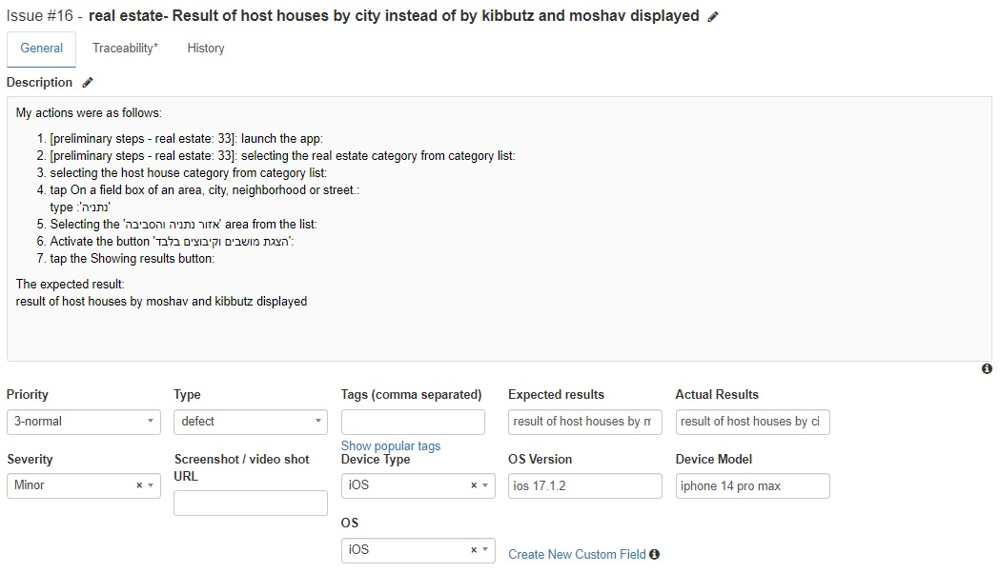 Issue #16 - real estate- Result of host houses by city instead of by kibbutz and moshav displayed
General Traceability* History
Description
My actions were as follows:
1. [preliminary steps - real estate: 33]: launch the app:
2. [preliminary steps - real estate: 33]: selecting the real estate category from category list:
3. selecting the host house category from category list:
4. tap On a field box of an area, city, neighborhood or street.:
type :'נתניה'
5. Selecting the 'אזור נתניה והסביבה' area from the list:
6. Activate the button 'הצגת מושבים וקיבוצים בלבד':
7. tap the Showing results button:
The expected result:
result of host houses by moshav and kibbutz displayed
Priority Type Tags (comma separated) Expected results Actual Results
3-normal defect result of host houses by m result of host houses by ci
Show popular tags
Severity Screenshot / video shot URL Device Type OS Version Device Model
Minor × iOS × ios 17.1.2 iphone 14 pro max
OS
iOS × Create New Custom Field